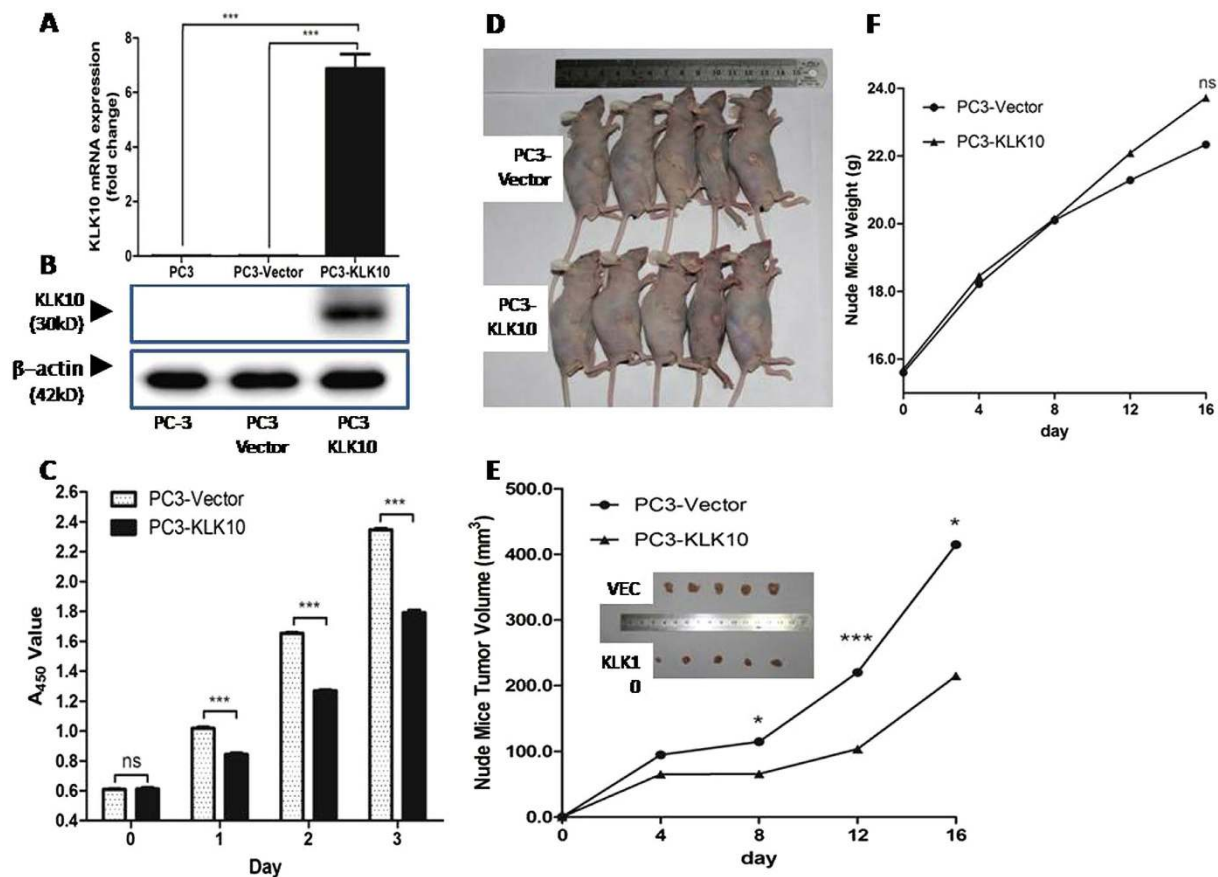 A
KLK10 mRNA expression
(fold change)
8
6
4
2
0
***
***
PC3
PC3-Vector
PC3-KLK10
B
KLK10
(30kD)
β–actin
(42kD)
PC-3
PC3
Vector
PC3
KLK10
C
A450 Value
2.6
2.4
2.2
2.0
1.8
1.6
1.4
1.2
1.0
0.8
0.6
0.4
PC3-Vector
PC3-KLK10
ns
***
***
***
0
1
2
3
Day
D
PC3-
Vector
PC3-
KLK10
E
Nude Mice Tumor Volume (mm³)
500.0
400.0
300.0
200.0
100.0
0.0
PC3-Vector
PC3-KLK10
VEC
KLK1
0
*
***
*
0
4
8
12
16
day
F
Nude Mice Weight (g)
24.0
22.0
20.0
18.0
16.0
PC3-Vector
PC3-KLK10
ns
0
4
8
12
16
day